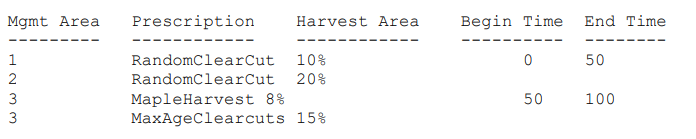 Mgmt Area   Prescription    Harvest Area    Begin Time  End Time
---------   ------------    ------------    ----------  --------
1           RandomClearCut  10%                   0     50
2           RandomClearCut  20%
3           MapleHarvest 8%                       50    100
3           MaxAgeClearcuts 15%